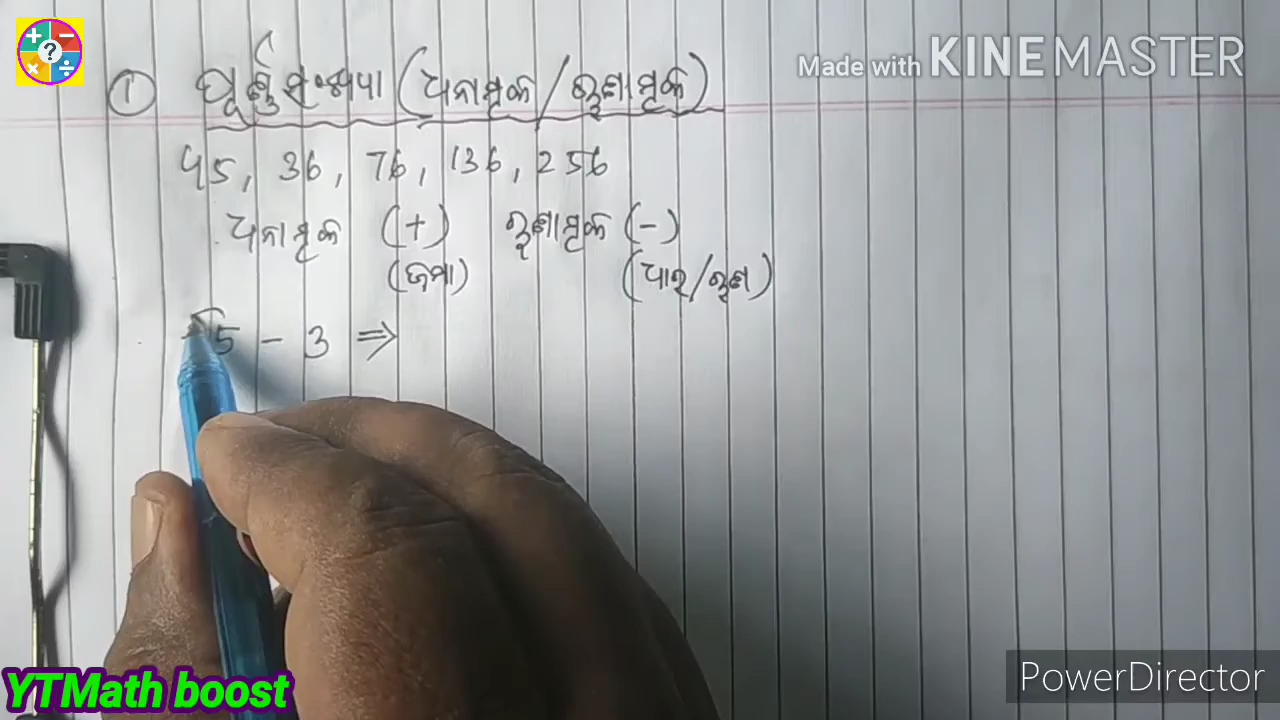 Made with KINEMASTER
① ପୂର୍ଣ୍ଣସଂଖ୍ୟା (ଧନାତ୍ମକ/ଋଣାତ୍ମକ)
45, 36, 76, 136, 256
ଧନାତ୍ମକ (+) ଋଣାତ୍ମକ (-)
(ଜମା) (ଧାର/ଋଣ)
5 - 3 ⇒
YTMath boost
PowerDirector